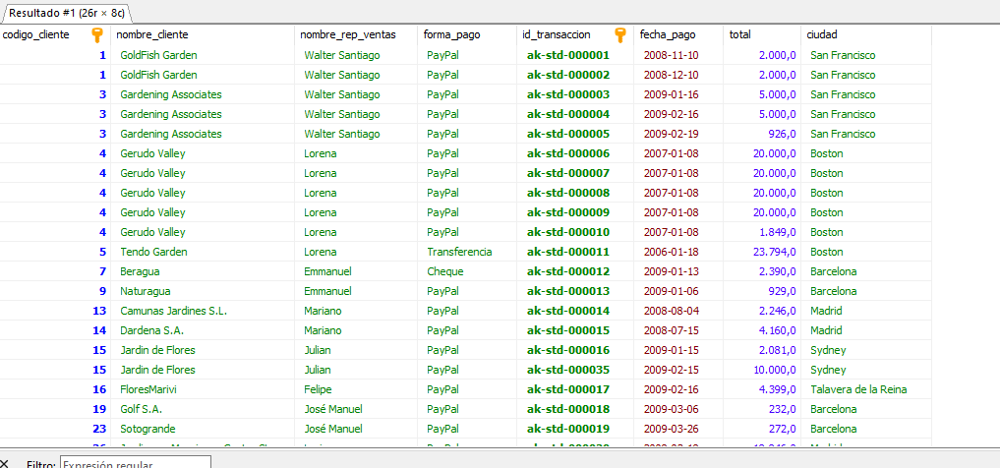 Resultado #1 (26r × 8c)
codigo_cliente nombre_cliente nombre_rep_ventas forma_pago id_transaccion fecha_pago total ciudad
1 GoldFish Garden Walter Santiago PayPal ak-std-000001 2008-11-10 2.000,0 San Francisco
1 GoldFish Garden Walter Santiago PayPal ak-std-000002 2008-12-10 2.000,0 San Francisco
3 Gardening Associates Walter Santiago PayPal ak-std-000003 2009-01-16 5.000,0 San Francisco
3 Gardening Associates Walter Santiago PayPal ak-std-000004 2009-02-16 5.000,0 San Francisco
3 Gardening Associates Walter Santiago PayPal ak-std-000005 2009-02-19 926,0 San Francisco
4 Gerudo Valley Lorena PayPal ak-std-000006 2007-01-08 20.000,0 Boston
4 Gerudo Valley Lorena PayPal ak-std-000007 2007-01-08 20.000,0 Boston
4 Gerudo Valley Lorena PayPal ak-std-000008 2007-01-08 20.000,0 Boston
4 Gerudo Valley Lorena PayPal ak-std-000009 2007-01-08 20.000,0 Boston
4 Gerudo Valley Lorena PayPal ak-std-000010 2007-01-08 1.849,0 Boston
5 Tendo Garden Lorena Transferencia ak-std-000011 2006-01-18 23.794,0 Boston
7 Beragua Emmanuel Cheque ak-std-000012 2009-01-13 2.390,0 Barcelona
9 Naturagua Emmanuel PayPal ak-std-000013 2009-01-06 929,0 Barcelona
13 Camunas Jardines S.L. Mariano PayPal ak-std-000014 2008-08-04 2.246,0 Madrid
14 Dardena S.A. Mariano PayPal ak-std-000015 2008-07-15 4.160,0 Madrid
15 Jardin de Flores Julian PayPal ak-std-000016 2009-01-15 2.081,0 Sydney
15 Jardin de Flores Julian PayPal ak-std-000035 2009-02-15 10.000,0 Sydney
16 FloresMarivi Felipe PayPal ak-std-000017 2009-02-16 4.399,0 Talavera de la Reina
19 Golf S.A. José Manuel PayPal ak-std-000018 2009-03-06 232,0 Barcelona
23 Sotogrande José Manuel PayPal ak-std-000019 2009-03-26 272,0 Barcelona
Filtro: Expresión regular